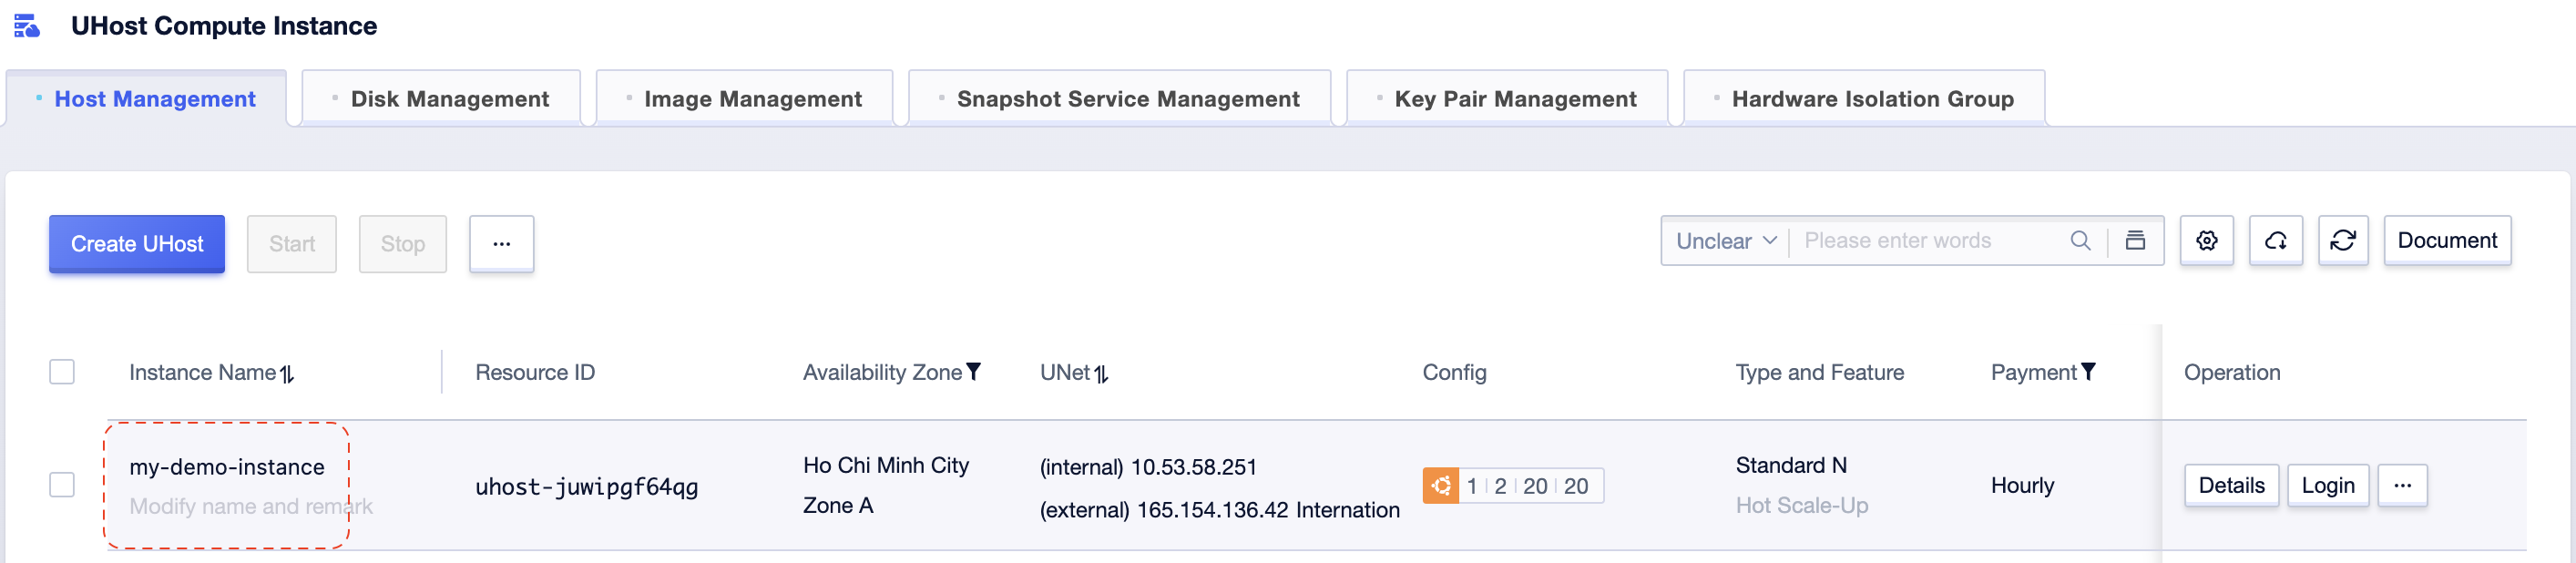 UHost Compute Instance
Host Management
Disk Management
Image Management
Snapshot Service Management
Key Pair Management
Hardware Isolation Group
Create UHost
Start
Stop
...
Unclear
Please enter words
Document
Instance Name
Resource ID
Availability Zone
UNet
Config
Type and Feature
Payment
Operation
my-demo-instance
Modify name and remark
uhost-juwipgf64qg
Ho Chi Minh City
Zone A
(internal) 10.53.58.251
(external) 165.154.136.42 Internation
1 | 2 | 20 | 20
Standard N
Hot Scale-Up
Hourly
Details
Login
...